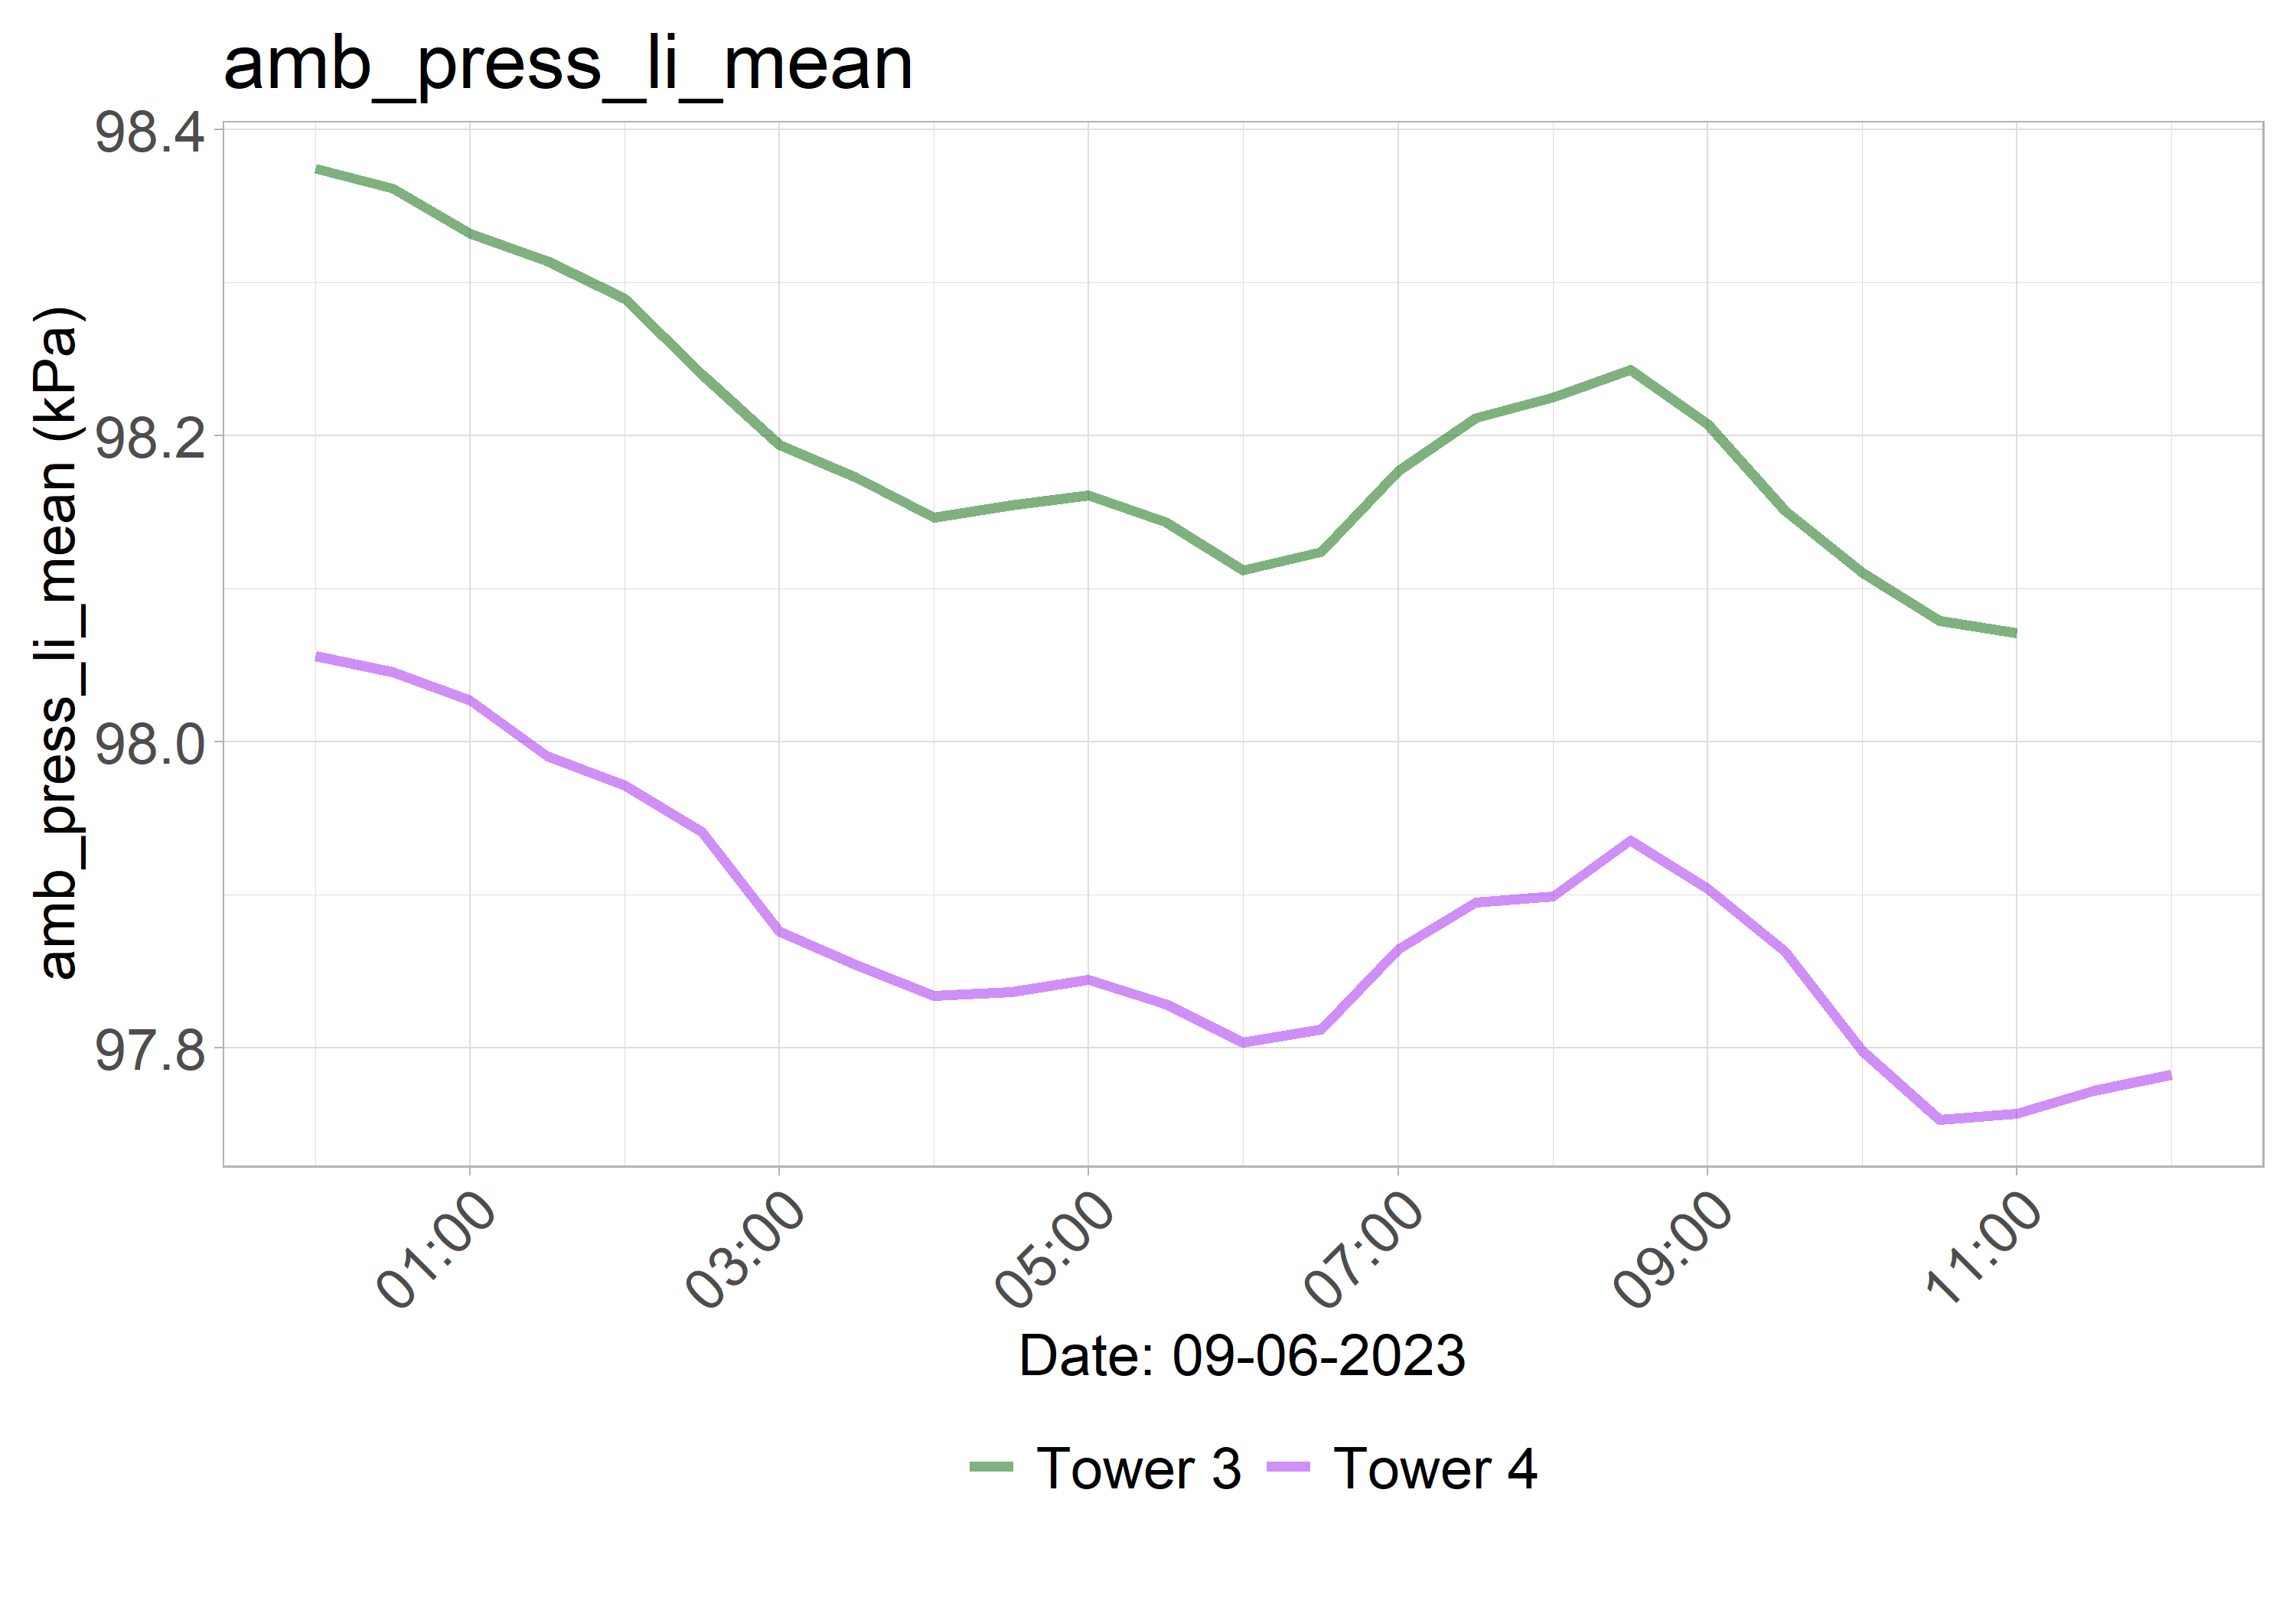 amb_press_li_mean
amb_press_li_mean (kPa)
98.4
98.2
98.0
97.8
01:00 03:00 05:00 07:00 09:00 11:00
Date: 09-06-2023
Tower 3 Tower 4